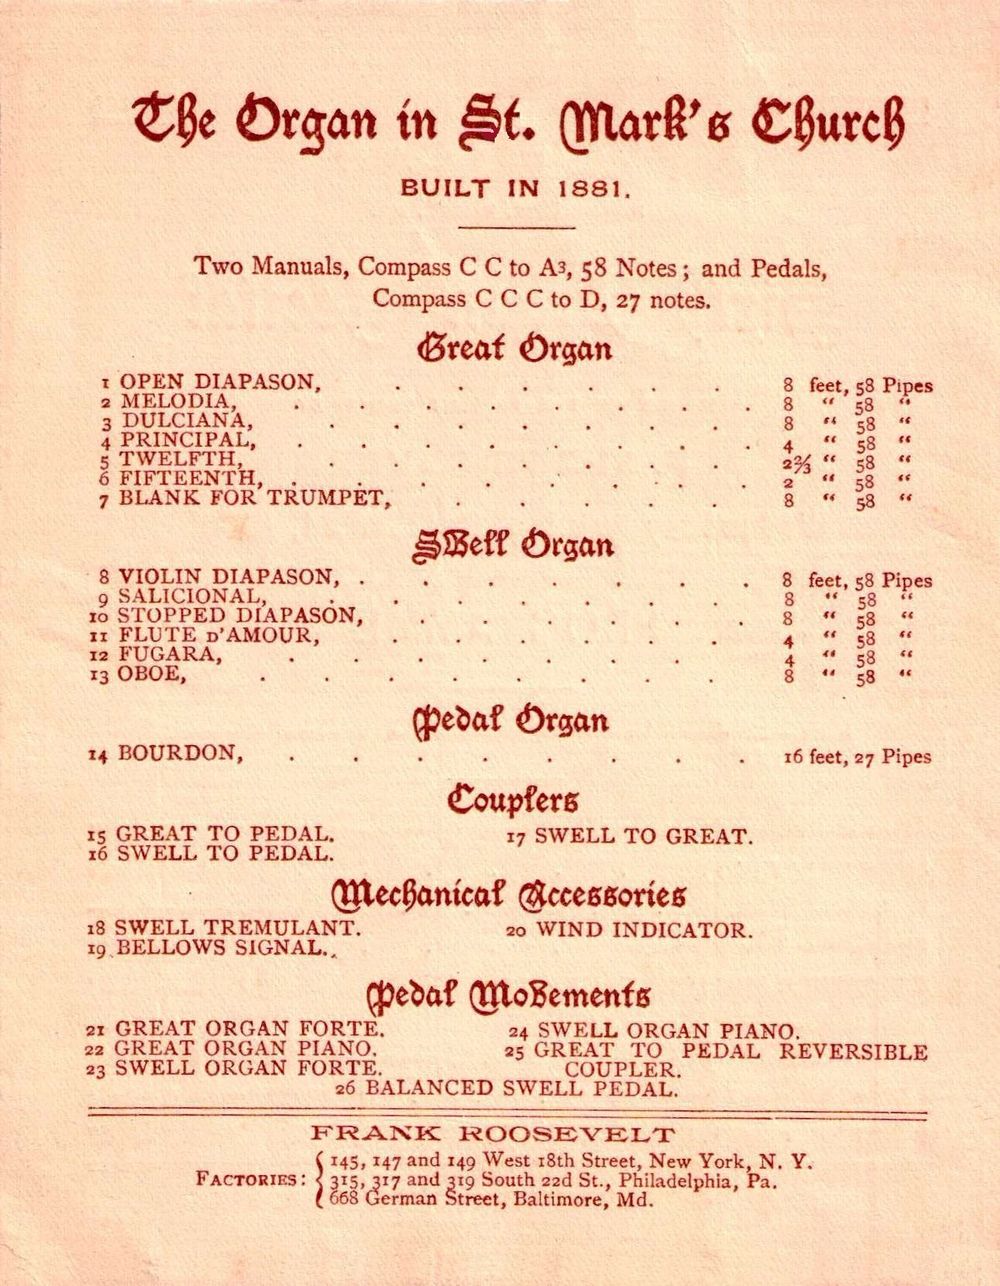 The Organ in St. Mark's Church
BUILT IN 1881.
Two Manuals, Compass C C to A3, 58 Notes; and Pedals,
Compass C C C to D, 27 notes.
Great Organ
1 OPEN DIAPASON, . . . . . . 8 feet, 58 Pipes
2 MELODIA, . . . . . . . . 8 “ 58 “
3 DULCIANA, . . . . . . . 8 “ 58 “
4 PRINCIPAL, . . . . . . . . 4 “ 58 “
5 TWELFTH, . . . . . . . 2⅔ “ 58 “
6 FIFTEENTH, . . . . . . . . 2 “ 58 “
7 BLANK FOR TRUMPET, . . . . . 8 “ 58 “
Swell Organ
8 VIOLIN DIAPASON, . . . . . . . 8 feet, 58 Pipes
9 SALICIONAL, . . . . . . . 8 “ 58 “
10 STOPPED DIAPASON, . . . . . . 8 “ 58 “
11 FLUTE D'AMOUR, . . . . . . 4 “ 58 “
12 FUGARA, . . . . . . . 4 “ 58 “
13 OBOE, . . . . . . . . 8 “ 58 “
Pedal Organ
14 BOURDON, . . . . . . . . 16 feet, 27 Pipes
Couplers
15 GREAT TO PEDAL. 17 SWELL TO GREAT.
16 SWELL TO PEDAL.
Mechanical Accessories
18 SWELL TREMULANT. 20 WIND INDICATOR.
19 BELLOWS SIGNAL.
Pedal Movements
21 GREAT ORGAN FORTE. 24 SWELL ORGAN PIANO.
22 GREAT ORGAN PIANO. 25 GREAT TO PEDAL REVERSIBLE
23 SWELL ORGAN FORTE. COUPLER.
26 BALANCED SWELL PEDAL.
FRANK ROOSEVELT
FACTORIES: { 145, 147 and 149 West 18th Street, New York, N. Y.
315, 317 and 319 South 22d St., Philadelphia, Pa.
668 German Street, Baltimore, Md.